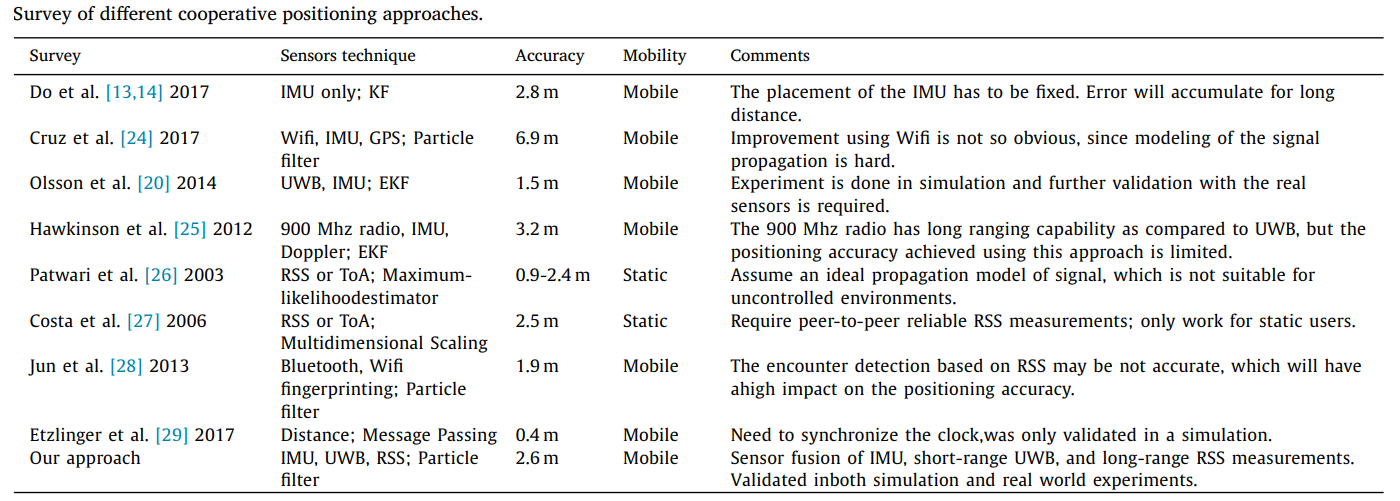 Survey of different cooperative positioning approaches.
Survey Sensors technique Accuracy Mobility Comments
Do et al. [13,14] 2017 IMU only; KF 2.8 m Mobile The placement of the IMU has to be fixed. Error will accumulate for long
distance.
Cruz et al. [24] 2017 Wifi, IMU, GPS; Particle 6.9 m Mobile Improvement using Wifi is not so obvious, since modeling of the signal
filter propagation is hard.
Olsson et al. [20] 2014 UWB, IMU; EKF 1.5 m Mobile Experiment is done in simulation and further validation with the real
sensors is required.
Hawkinson et al. [25] 2012 900 Mhz radio, IMU, 3.2 m Mobile The 900 Mhz radio has long ranging capability as compared to UWB, but the
Doppler; EKF positioning accuracy achieved using this approach is limited.
Patwari et al. [26] 2003 RSS or ToA; Maximum- 0.9-2.4 m Static Assume an ideal propagation model of signal, which is not suitable for
likelihoodestimator uncontrolled environments.
Costa et al. [27] 2006 RSS or ToA; 2.5 m Static Require peer-to-peer reliable RSS measurements; only work for static users.
Multidimensional Scaling
Jun et al. [28] 2013 Bluetooth, Wifi 1.9 m Mobile The encounter detection based on RSS may be not accurate, which will have
fingerprinting; Particle ahigh impact on the positioning accuracy.
filter
Etzlinger et al. [29] 2017 Distance; Message Passing 0.4 m Mobile Need to synchronize the clock,was only validated in a simulation.
Our approach IMU, UWB, RSS; Particle 2.6 m Mobile Sensor fusion of IMU, short-range UWB, and long-range RSS measurements.
filter Validated inboth simulation and real world experiments.